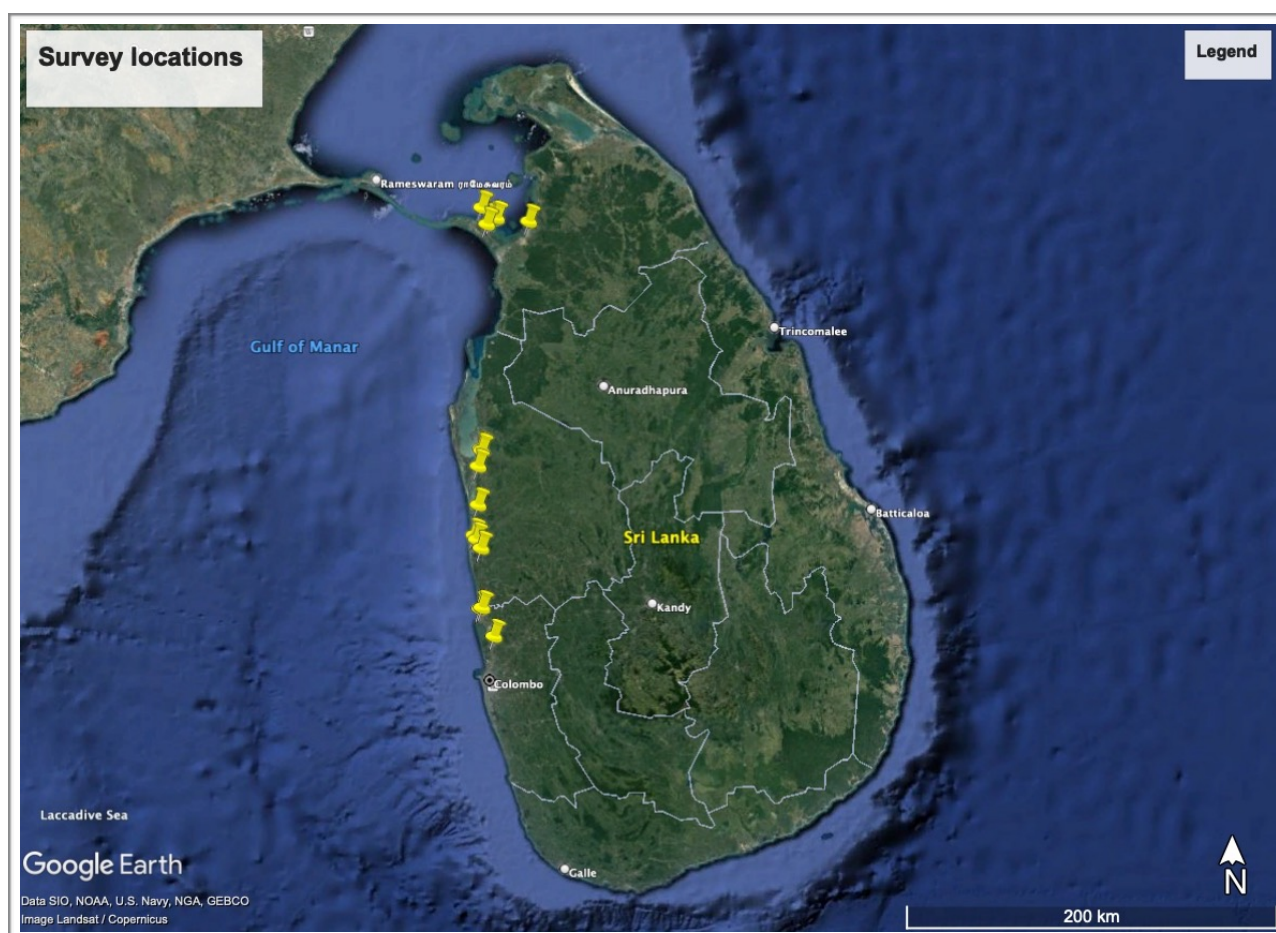 Survey locations
Legend
Rameswaram ராமேசுவரம்
Gulf of Manar
Trincomalee
Anuradhapura
Batticaloa
Sri Lanka
Kandy
Colombo
Laccadive Sea
Google Earth
Galle
N
Data SIO, NOAA, U.S. Navy, NGA, GEBCO
Image Landsat / Copernicus
200 km